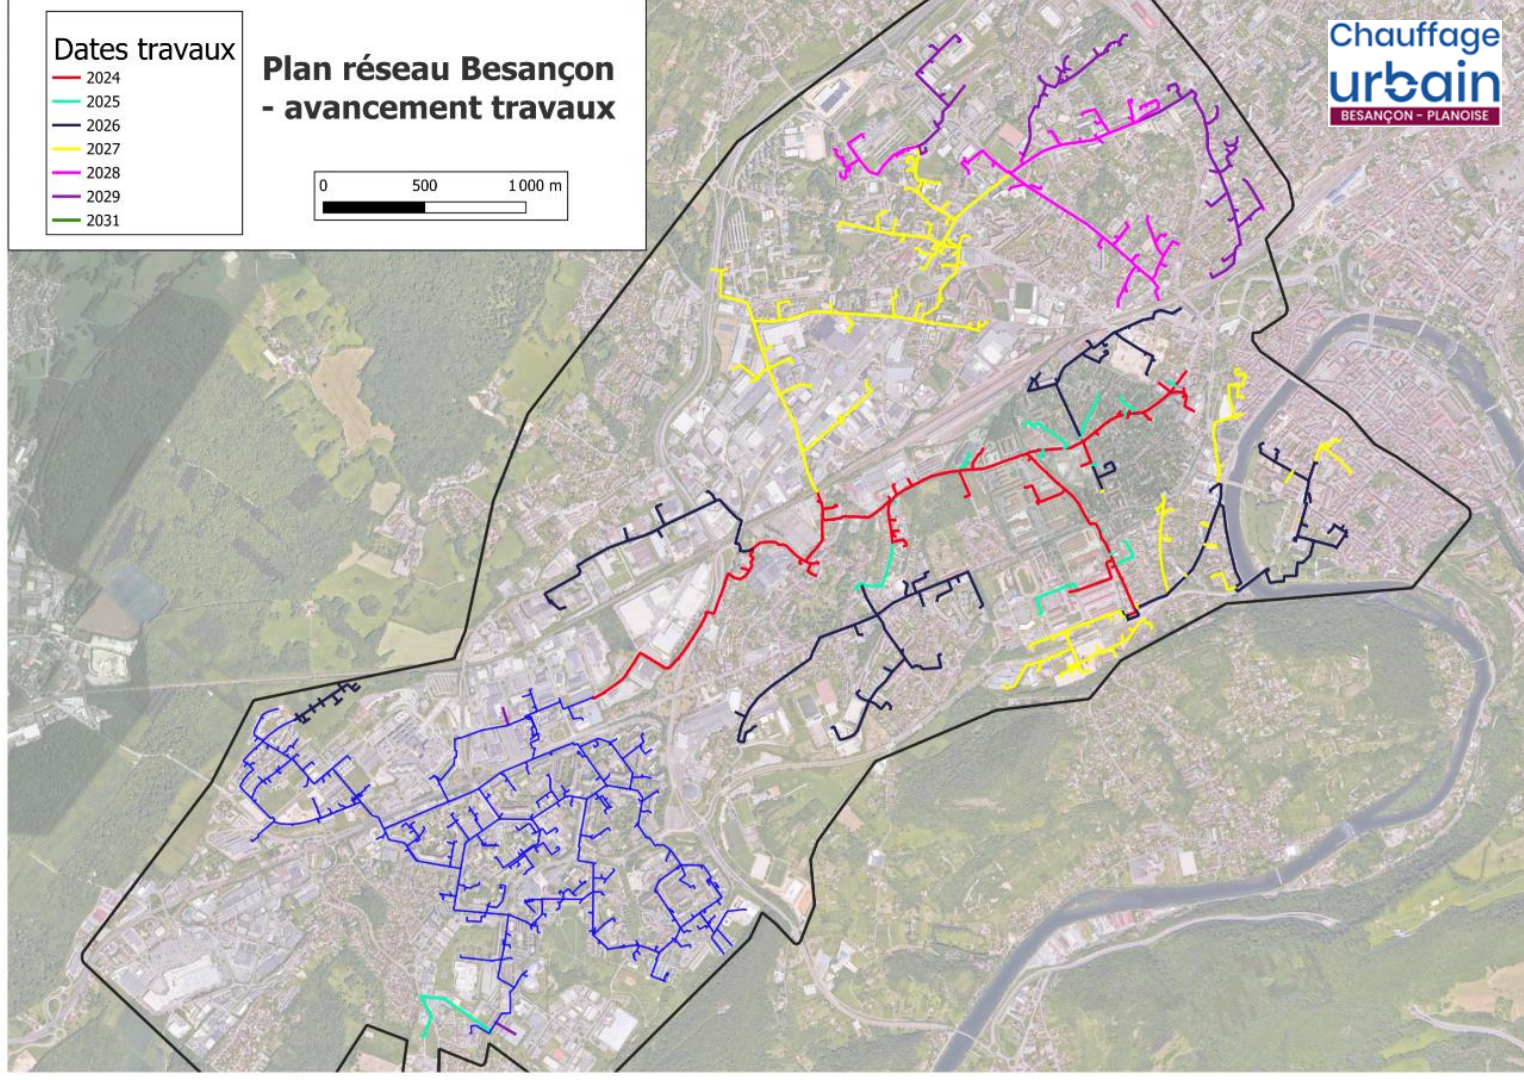 Dates travaux
2024
2025
2026
2027
2028
2029
2031
Plan réseau Besançon
- avancement travaux
0 500 1 000 m
Chauffage
urbain
BESANÇON - PLANOISE